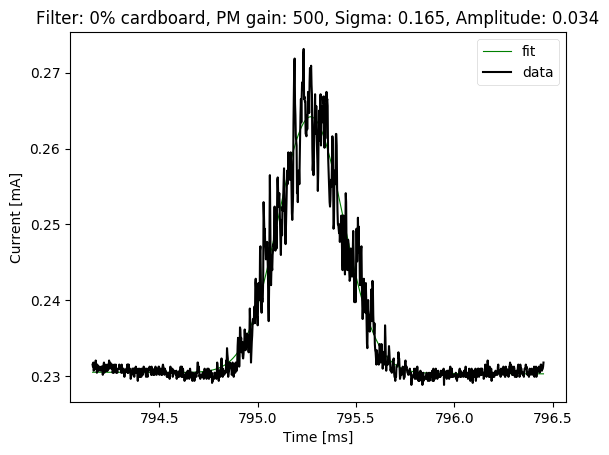 Filter: 0% cardboard, PM gain: 500, Sigma: 0.165, Amplitude: 0.034
fit
data
0.27
0.26
0.25
0.24
0.23
Current [mA]
794.5 795.0 795.5 796.0 796.5
Time [ms]